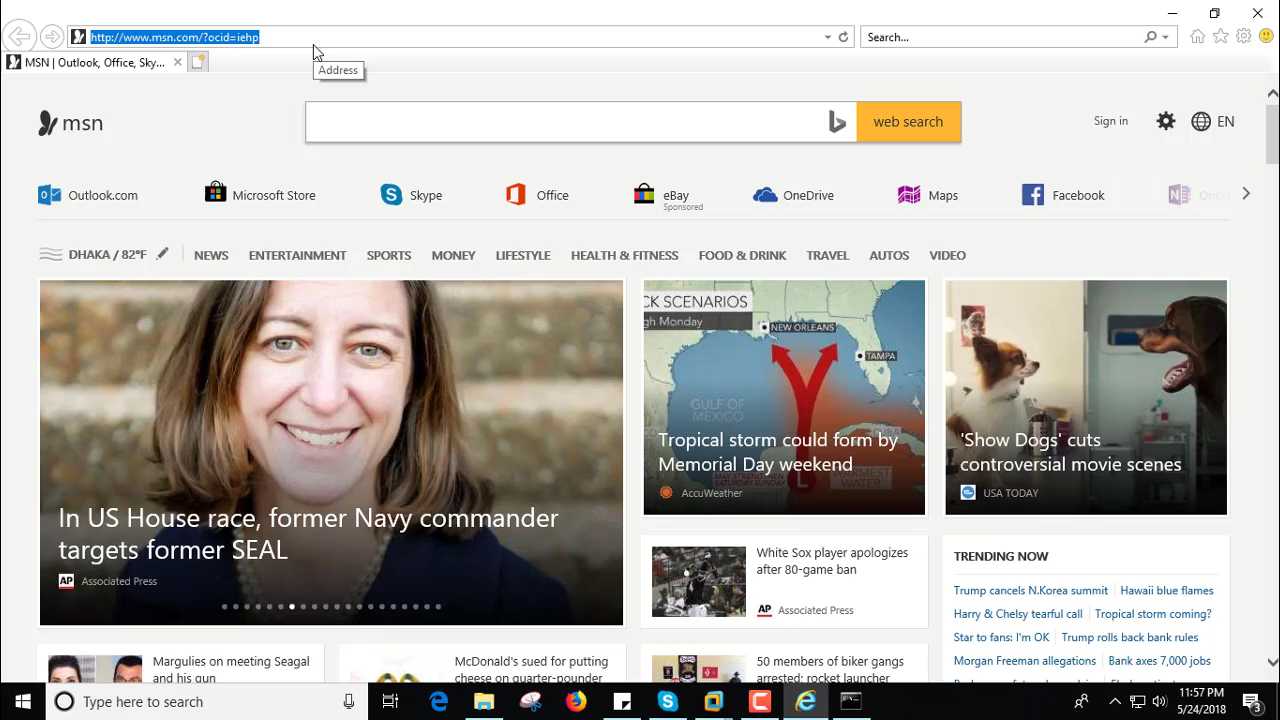 http://www.msn.com/?ocid=iehp
Search...
MSN | Outlook, Office, Sky...
Address
msn
web search
Sign in
EN
Outlook.com
Microsoft Store
Skype
Office
eBay
Sponsored
OneDrive
Maps
Facebook
DHAKA / 82°F
NEWS
ENTERTAINMENT
SPORTS
MONEY
LIFESTYLE
HEALTH & FITNESS
FOOD & DRINK
TRAVEL
AUTOS
VIDEO
In US House race, former Navy commander
targets former SEAL
AP Associated Press
CK SCENARIOS
gh Monday
NEW ORLEANS
TAMPA
GULF OF
MEXICO
Tropical storm could form by
Memorial Day weekend
AccuWeather
'Show Dogs' cuts
controversial movie scenes
USA TODAY
White Sox player apologizes
after 80-game ban
AP Associated Press
TRENDING NOW
Trump cancels N.Korea summit
Hawaii blue flames
Harry & Chelsy tearful call
Tropical storm coming?
Star to fans: I'm OK
Trump rolls back bank rules
Morgan Freeman allegations
Bank axes 7,000 jobs
Margulies on meeting Seagal
and his gun
McDonald's sued for putting
cheese on quarter-pounder
50 members of biker gangs
arrested; rocket launcher
Type here to search
11:57 PM
5/24/2018
3